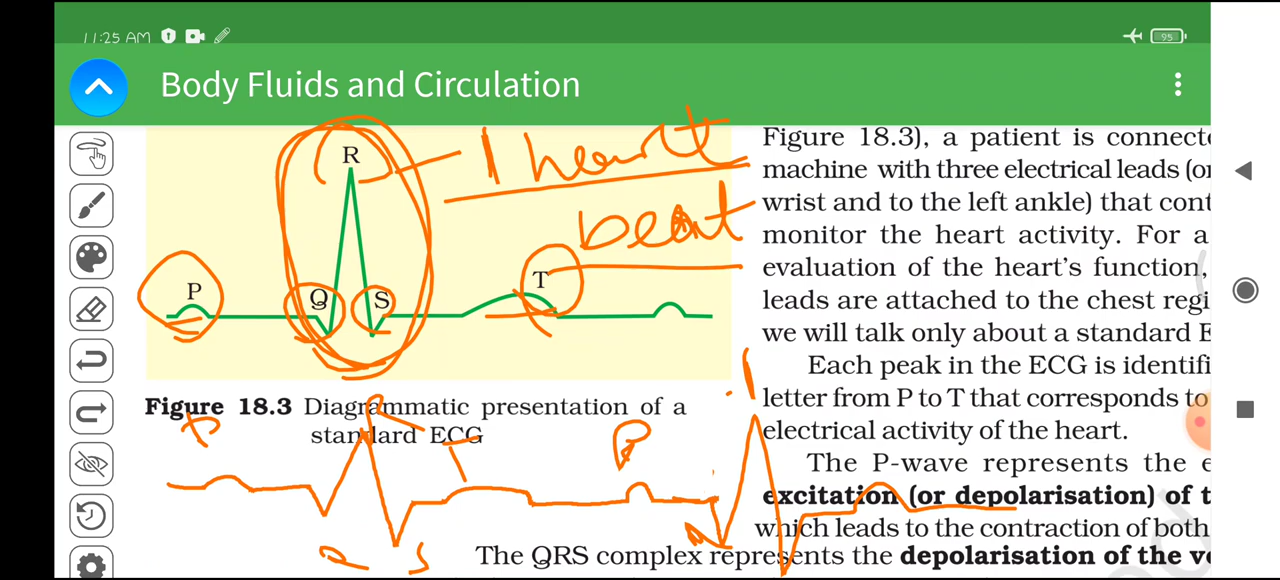 11:25 AM
95
Body Fluids and Circulation
R
1 heart
beat
P
Q
S
T
Figure 18.3 Diagrammatic presentation of a
standard ECG
P
R
T
P
Q S
Figure 18.3), a patient is connect
machine with three electrical leads (o
wrist and to the left ankle) that cont
monitor the heart activity. For a
evaluation of the heart's function,
leads are attached to the chest regi
we will talk only about a standard E
Each peak in the ECG is identifi
letter from P to T that corresponds to
electrical activity of the heart.
The P-wave represents the e
excitation (or depolarisation) of t
which leads to the contraction of both
The QRS complex represents the depolarisation of the ve